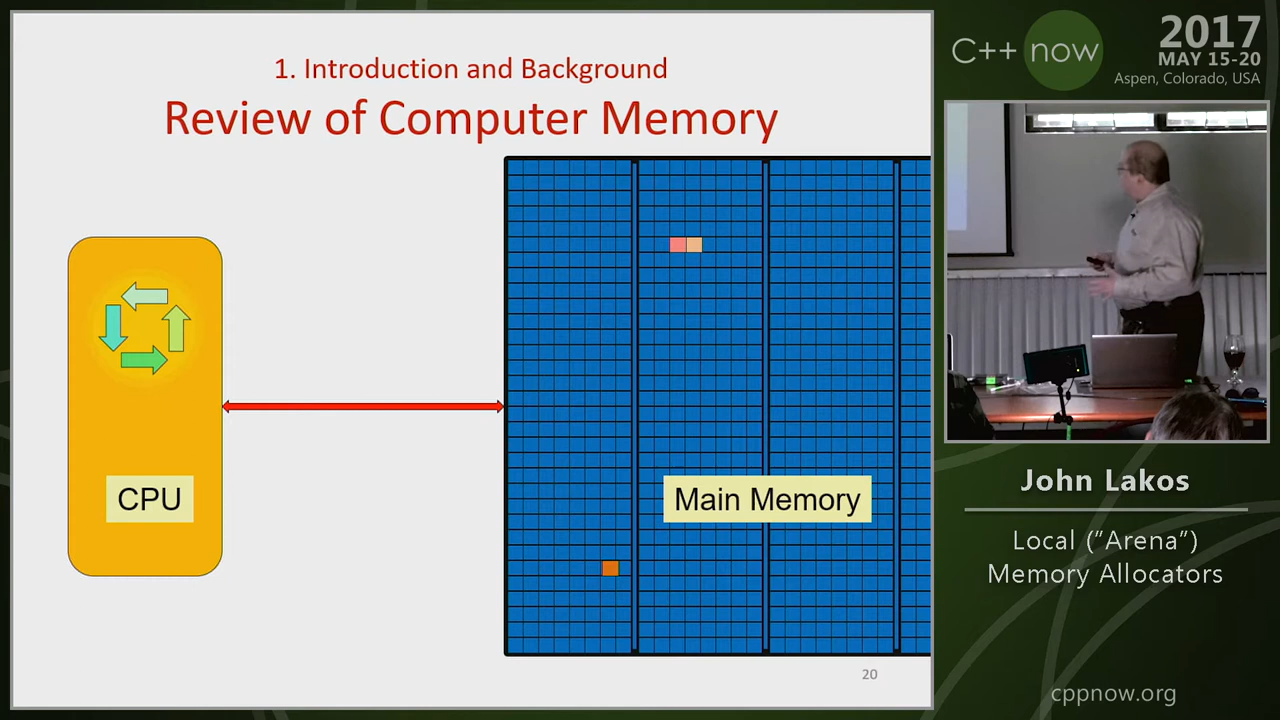 1. Introduction and Background
Review of Computer Memory
CPU
Main Memory
20
C++ now
2017
MAY 15-20
Aspen, Colorado, USA
John Lakos
Local (“Arena”)
Memory Allocators
cppnow.org